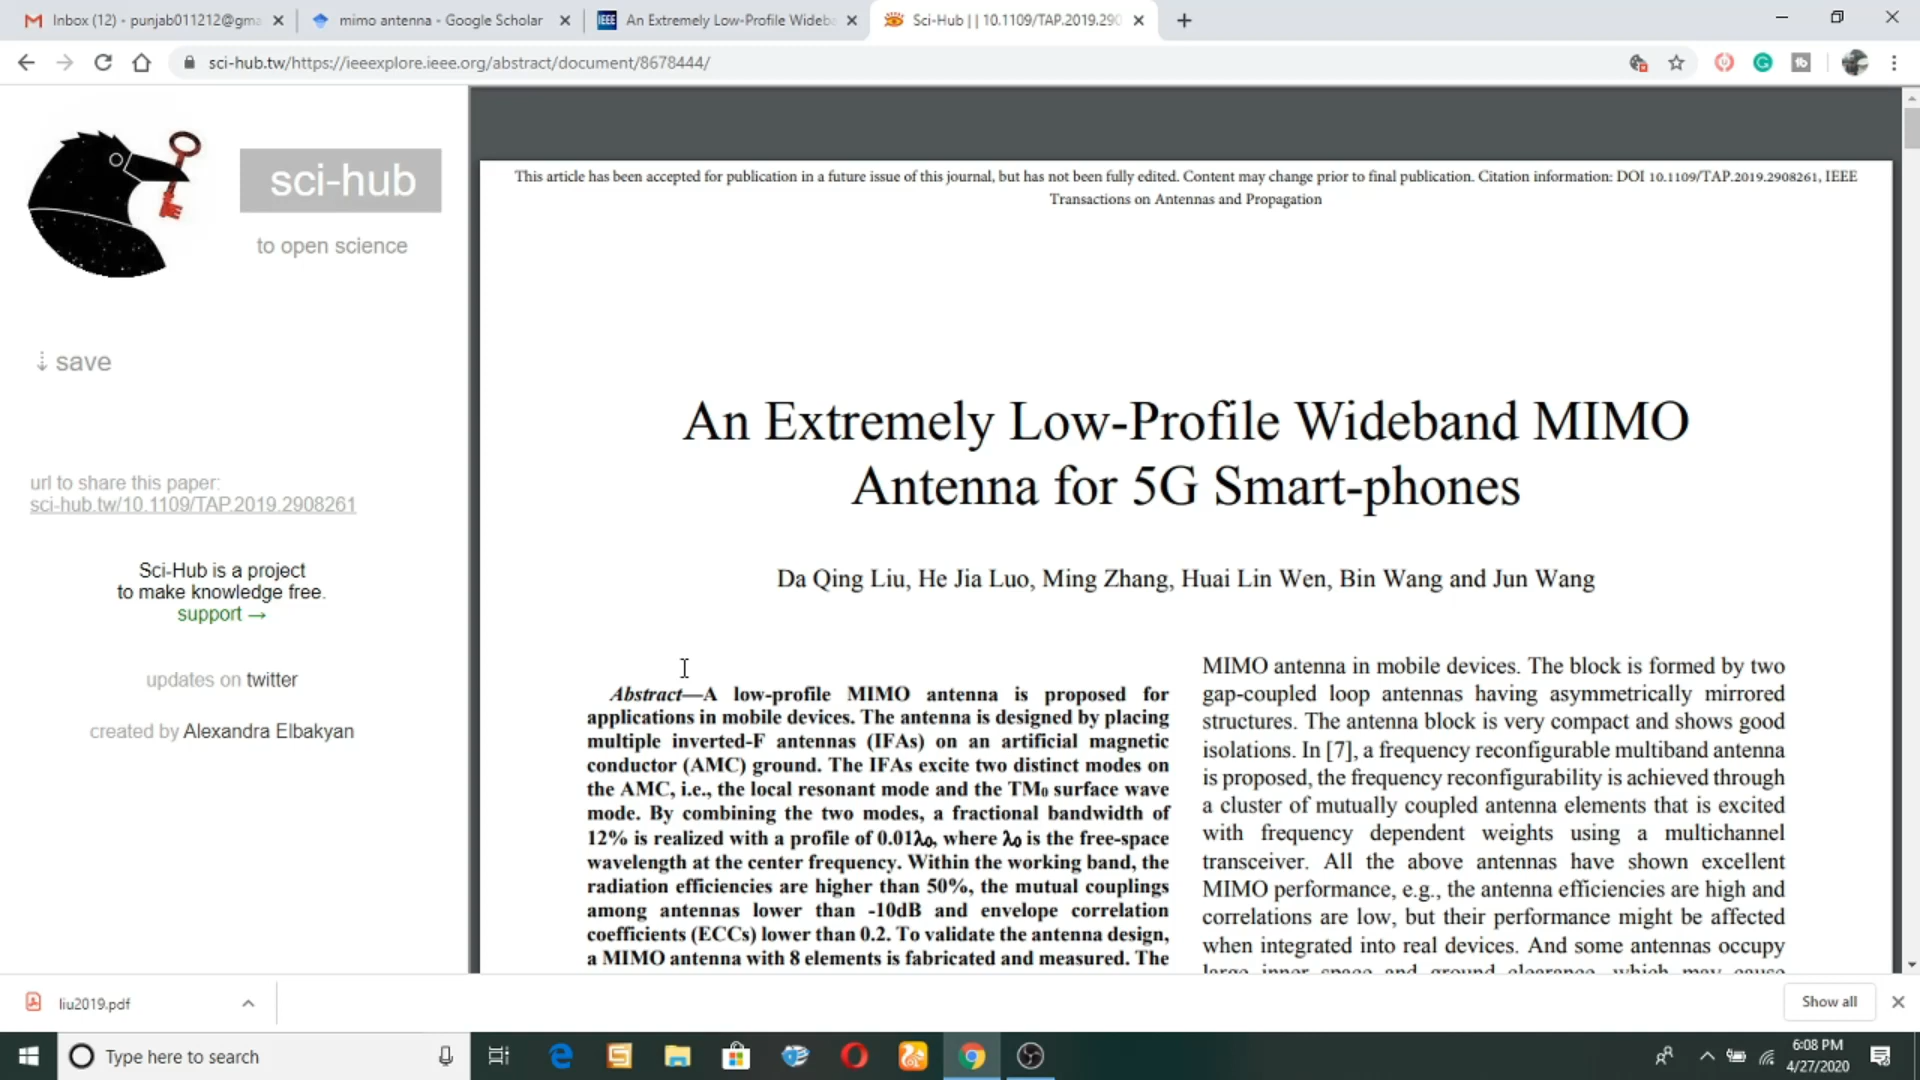 Inbox (12) - punjab011212@gma
mimo antenna - Google Scholar
IEEE
An Extremely Low-Profile Wideb
Sci-Hub | | 10.1109/TAP.2019.290
sci-hub.tw/https://ieeexplore.ieee.org/abstract/document/8678444/
sci-hub
to open science
save
url to share this paper:
sci-hub.tw/10.1109/TAP.2019.2908261
Sci-Hub is a project
to make knowledge free.
support →
updates on twitter
created by Alexandra Elbakyan
This article has been accepted for publication in a future issue of this journal, but has not been fully edited. Content may change prior to final publication. Citation information: DOI 10.1109/TAP.2019.2908261, IEEE
Transactions on Antennas and Propagation
An Extremely Low-Profile Wideband MIMO
Antenna for 5G Smart-phones
Da Qing Liu, He Jia Luo, Ming Zhang, Huai Lin Wen, Bin Wang and Jun Wang
Abstract—A low-profile MIMO antenna is proposed for
applications in mobile devices. The antenna is designed by placing
multiple inverted-F antennas (IFAs) on an artificial magnetic
conductor (AMC) ground. The IFAs excite two distinct modes on
the AMC, i.e., the local resonant mode and the TM₀ surface wave
mode. By combining the two modes, a fractional bandwidth of
12% is realized with a profile of 0.01λ₀, where λ₀ is the free-space
wavelength at the center frequency. Within the working band, the
radiation efficiencies are higher than 50%, the mutual couplings
among antennas lower than -10dB and envelope correlation
coefficients (ECCs) lower than 0.2. To validate the antenna design,
a MIMO antenna with 8 elements is fabricated and measured. The
MIMO antenna in mobile devices. The block is formed by two
gap-coupled loop antennas having asymmetrically mirrored
structures. The antenna block is very compact and shows good
isolations. In [7], a frequency reconfigurable multiband antenna
is proposed, the frequency reconfigurability is achieved through
a cluster of mutually coupled antenna elements that is excited
with frequency dependent weights using a multichannel
transceiver. All the above antennas have shown excellent
MIMO performance, e.g., the antenna efficiencies are high and
correlations are low, but their performance might be affected
when integrated into real devices. And some antennas occupy
large inner space and ground clearance, which may cause
liu2019.pdf
Show all
Type here to search
6:08 PM
4/27/2020